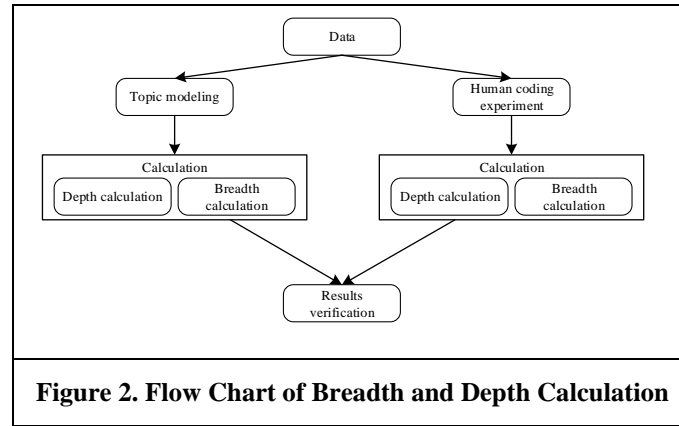 Data
Topic modeling
Human coding
experiment
Calculation
Depth calculation
Breadth
calculation
Calculation
Depth calculation
Breadth
calculation
Results
verification
Figure 2. Flow Chart of Breadth and Depth Calculation